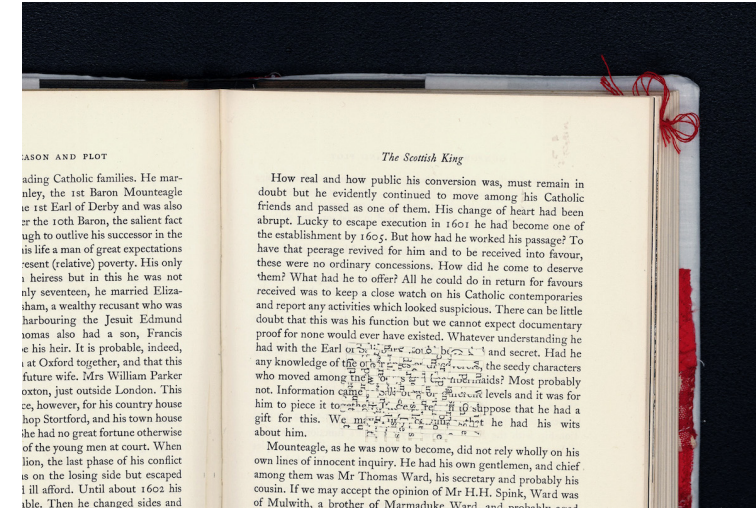 EASON AND PLOT
ading Catholic families. He mar-
nley, the 1st Baron Mounteagle
e 1st Earl of Derby and was also
er the 10th Baron, the salient fact
ugh to outlive his successor in the
is life a man of great expectations
resent (relative) poverty. His only
heiress but in this he was not
nly seventeen, he married Eliza-
sham, a wealthy recusant who was
harbouring the Jesuit Edmund
homas also had a son, Francis
e his heir. It is probable, indeed,
at Oxford together, and that this
future wife. Mrs William Parker
oxton, just outside London. This
ce, however, for his country house
hop Stortford, and his town house
She had no great fortune otherwise
of the young men at court. When
lion, the last phase of his conflict
s on the losing side but escaped
ill afford. Until about 1602 his
ble. Then he changed sides and
The Scottish King
How real and how public his conversion was, must remain in
doubt but he evidently continued to move among his Catholic
friends and passed as one of them. His change of heart had been
abrupt. Lucky to escape execution in 1601 he had become one of
the establishment by 1605. But how had he worked his passage? To
have that peerage revived for him and to be received into favour,
these were no ordinary concessions. How did he come to deserve
them? What had he to offer? All he could do in return for favours
received was to keep a close watch on his Catholic contemporaries
and report any activities which looked suspicious. There can be little
doubt that this was his function but we cannot expect documentary
proof for none would ever have existed. Whatever understanding he
had with the Earl and secret. Had he
any knowledge of the the seedy characters
who moved among the Most probably
not. Information came levels and it was for
him to piece it to suppose that he had a
gift for this. We he had his wits
about him.
Mounteagle, as he was now to become, did not rely wholly on his
own lines of innocent inquiry. He had his own gentlemen, and chief
among them was Mr Thomas Ward, his secretary and probably his
cousin. If we may accept the opinion of Mr H.H. Spink, Ward was
of Mulwith, a brother of Marmaduke Ward, and probably aged